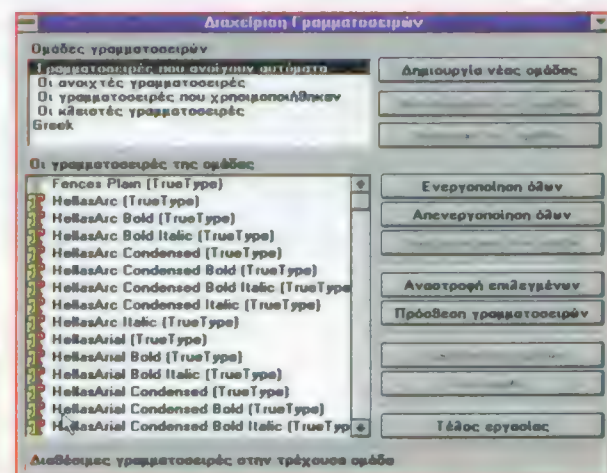 Διαχείριση Γραμματοσειρών
Ομάδες γραμματοσειρών
Γραμματοσειρές που ανοίγουν αυτόματα
Οι ανοιχτές γραμματοσειρές
Οι γραμματοσειρές που χρησιμοποιήθηκαν
Οι κλειστές γραμματοσειρές
Greek
Δημιουργία νέας ομάδος
Οι γραμματοσειρές της ομάδος
Fences Plain (TrueType)
HellasArc (TrueType)
HellasArc Bold (TrueType)
HellasArc Bold Italic (TrueType)
HellasArc Condensed (TrueType)
HellasArc Condensed Bold (TrueType)
HellasArc Condensed Bold Italic (TrueType
HellasArc Condensed Italic (TrueType)
HellasArc Italic (TrueType)
HellasArial (TrueType)
HellasArial Bold (TrueType)
HellasArial Bold Italic (TrueType)
HellasArial Condensed (TrueType)
HellasArial Condensed Bold (TrueType)
HellasArial Condensed Bold Italic (TrueTyp
Ενεργοποίηση όλων
Απενεργοποίηση όλων
Αναστροφή επιλεγμένων
Πρόσθεση γραμματοσειρών
Τέλος εργασίας
Διαθέσιμες γραμματοσειρές στην τρέχουσα ομάδα